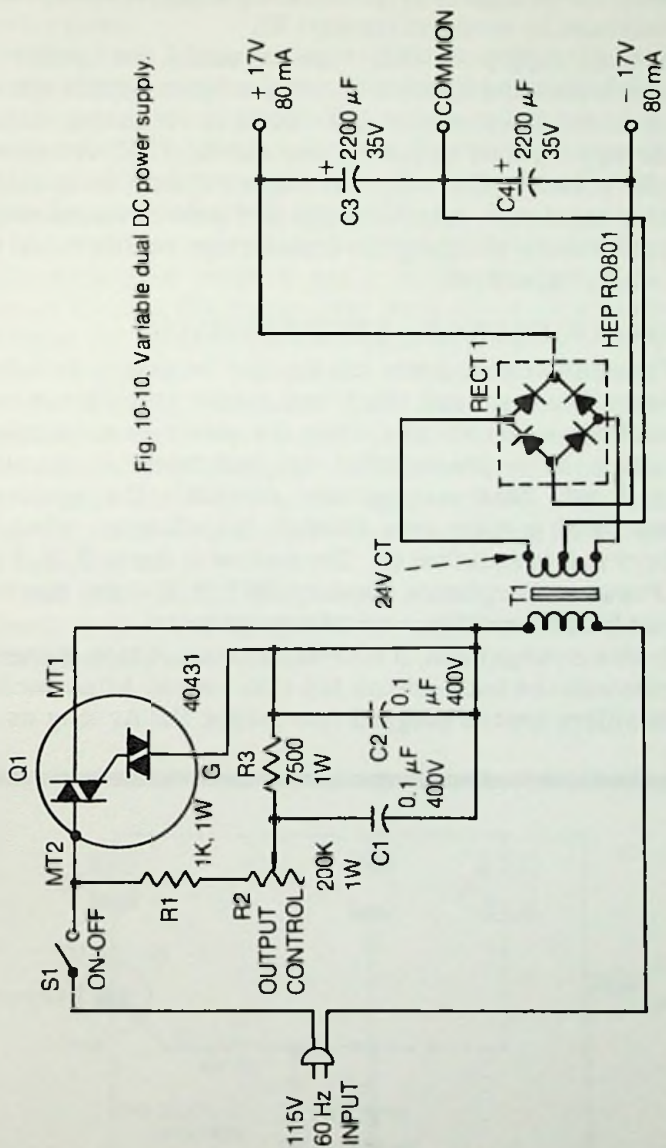 Fig. 10-10. Variable dual DC power supply.
S1
ON-OFF
MT2
Q1
MT1
40431
G
1K, 1W
R1
R2
OUTPUT
CONTROL
200K
1W
R3
7500
1W
C1
0.1 µF
400V
C2
0.1
µF
400V
115V
60 Hz
INPUT
T1
24V CT
RECT 1
HEP RO801
C3
+
2200 µF
35V
C4
+
2200 µF
35V
+ 17V
80 mA
COMMON
− 17V
80 mA